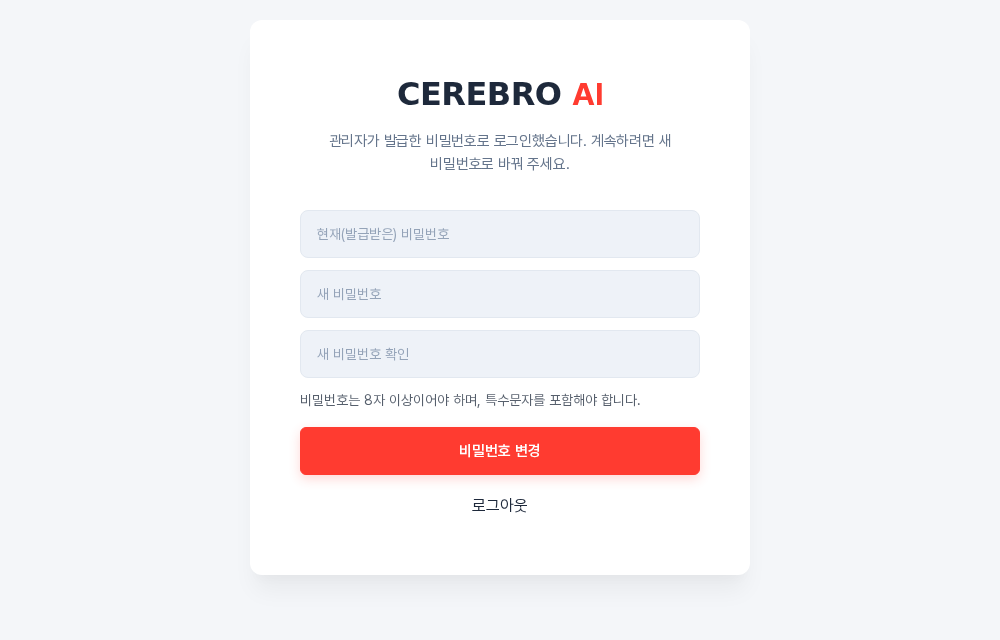 CEREBRO AI
관리자가 발급한 비밀번호로 로그인했습니다. 계속하려면 새
비밀번호로 바꿔 주세요.
현재(발급받은) 비밀번호
새 비밀번호
새 비밀번호 확인
비밀번호는 8자 이상이어야 하며, 특수문자를 포함해야 합니다.
비밀번호 변경
로그아웃